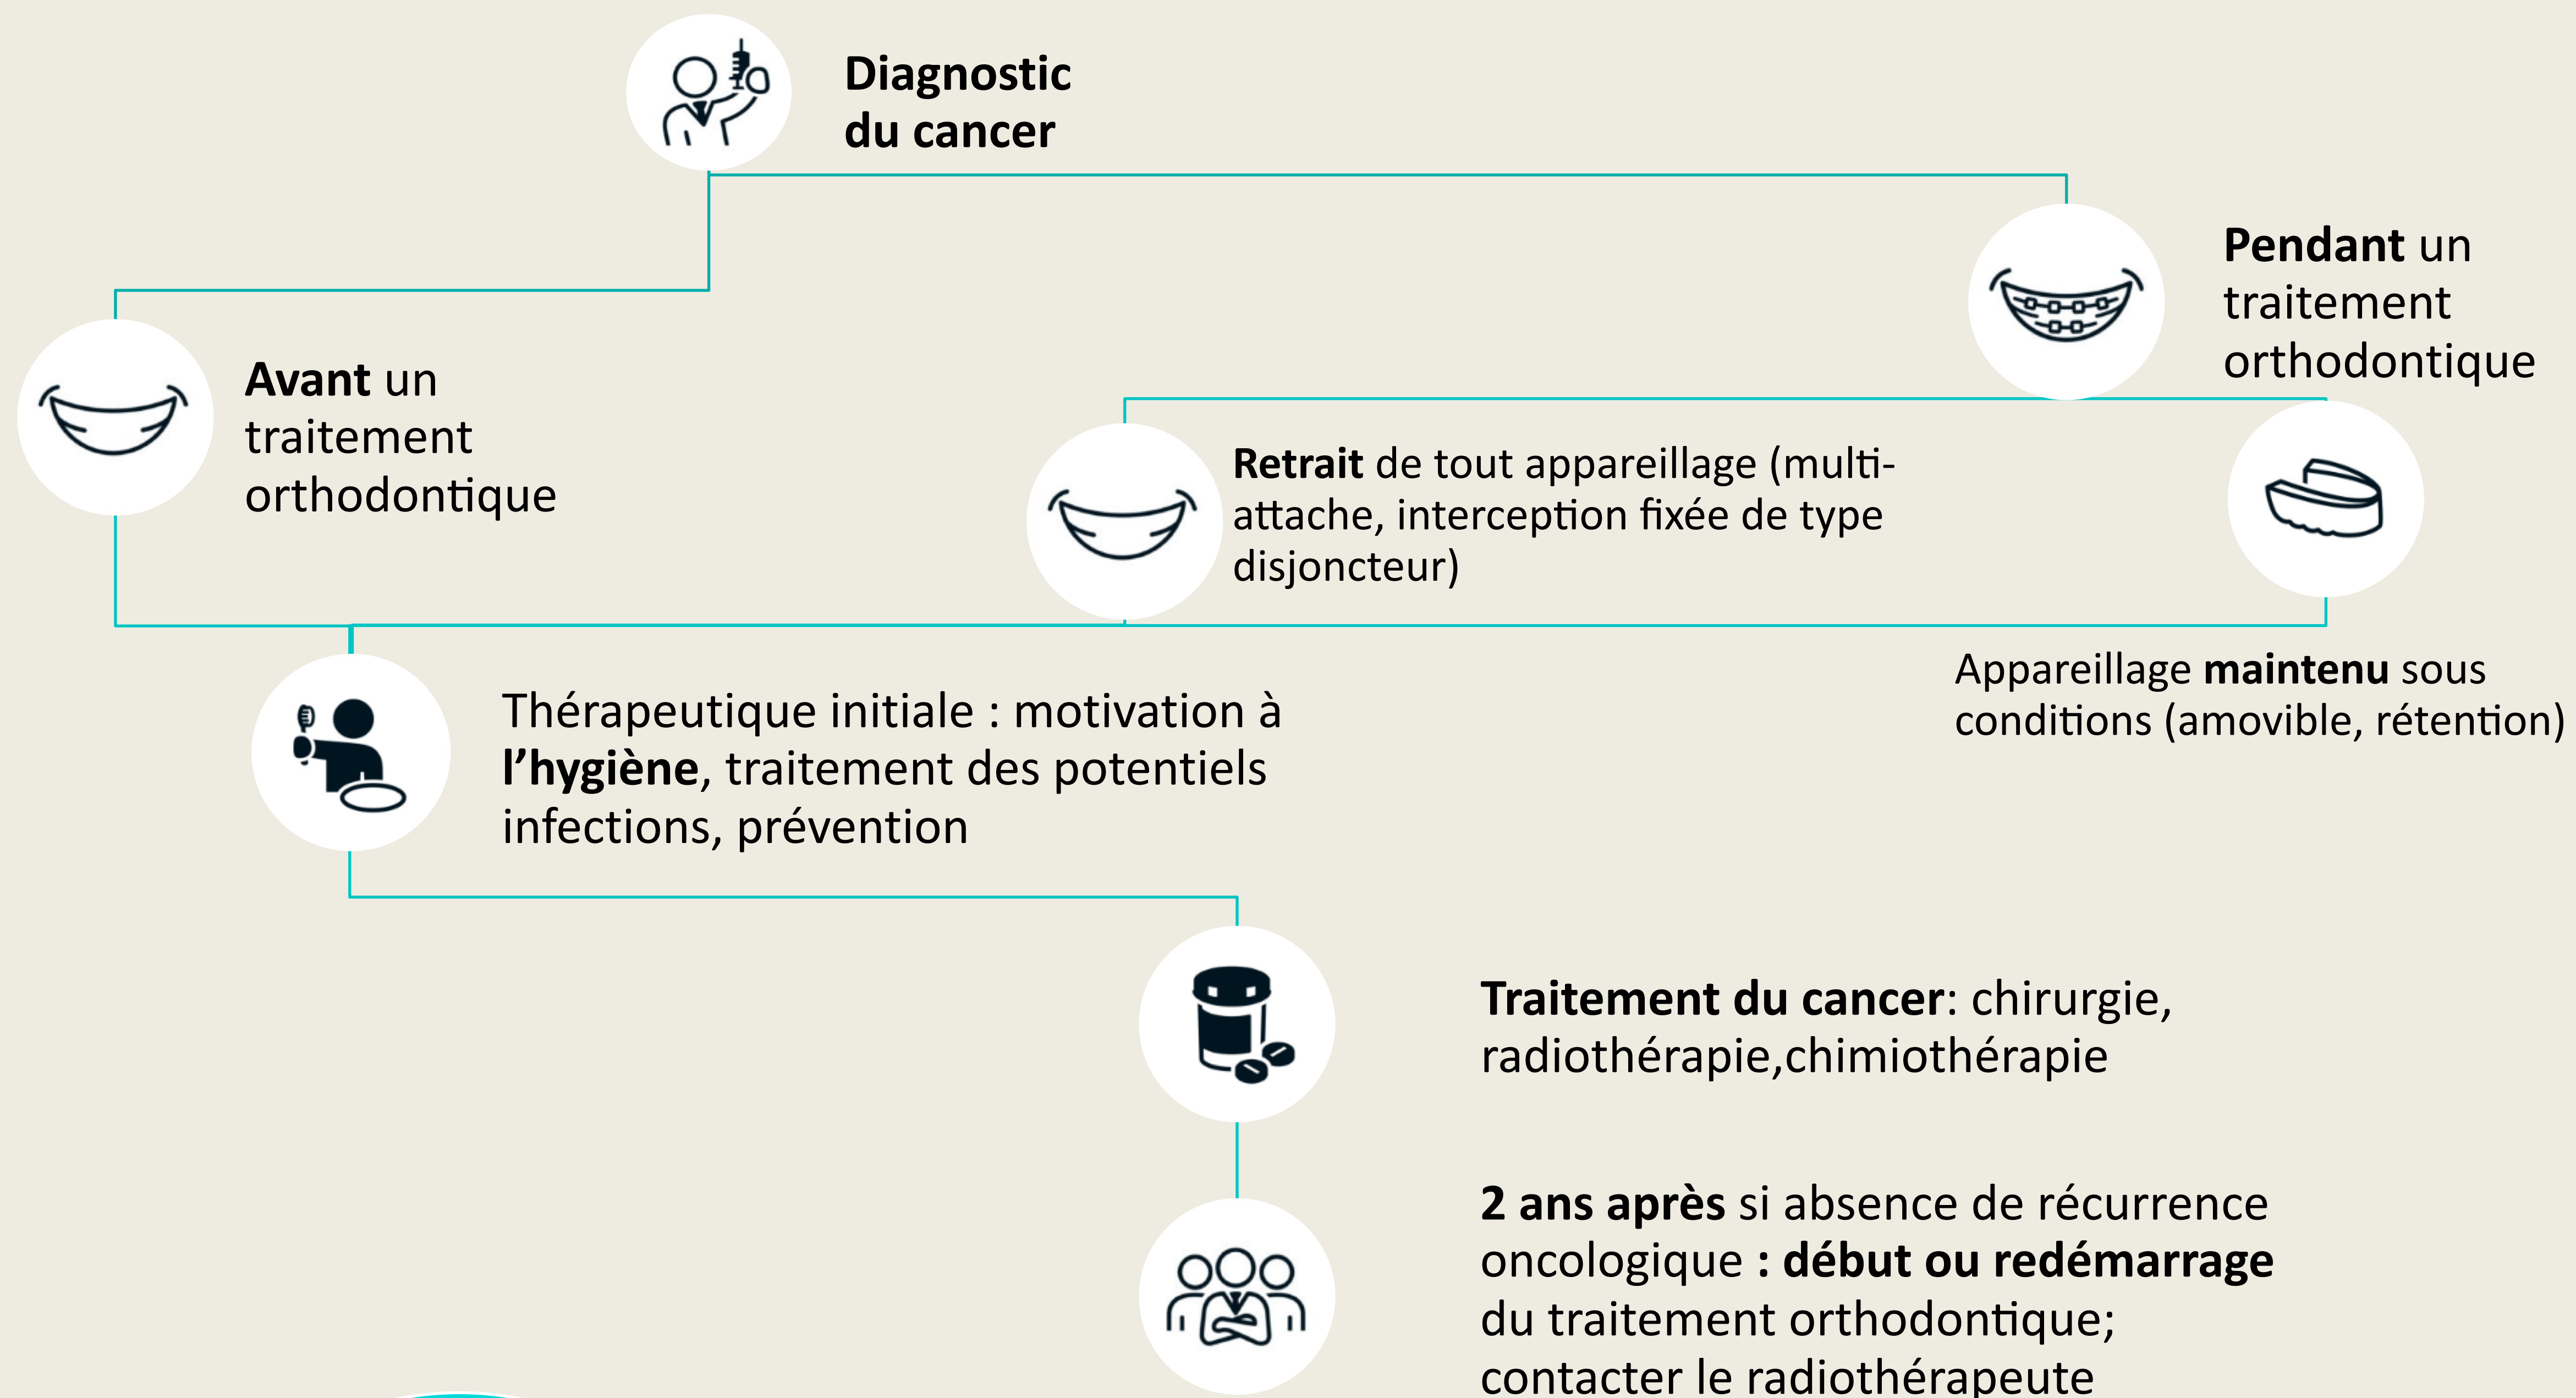 Diagnostic
du cancer
Pendant un
traitement
orthodontique
Avant un
traitement
orthodontique
Retrait de tout appareillage (multi-
attache, interception fixée de type
disjoncteur)
Appareillage maintenu sous
conditions (amovible, rétention)
Thérapeutique initiale : motivation à
l’hygiène, traitement des potentiels
infections, prévention
Traitement du cancer: chirurgie,
radiothérapie,chimiothérapie
2 ans après si absence de récurrence
oncologique : début ou redémarrage
du traitement orthodontique;
contacter le radiothérapeute